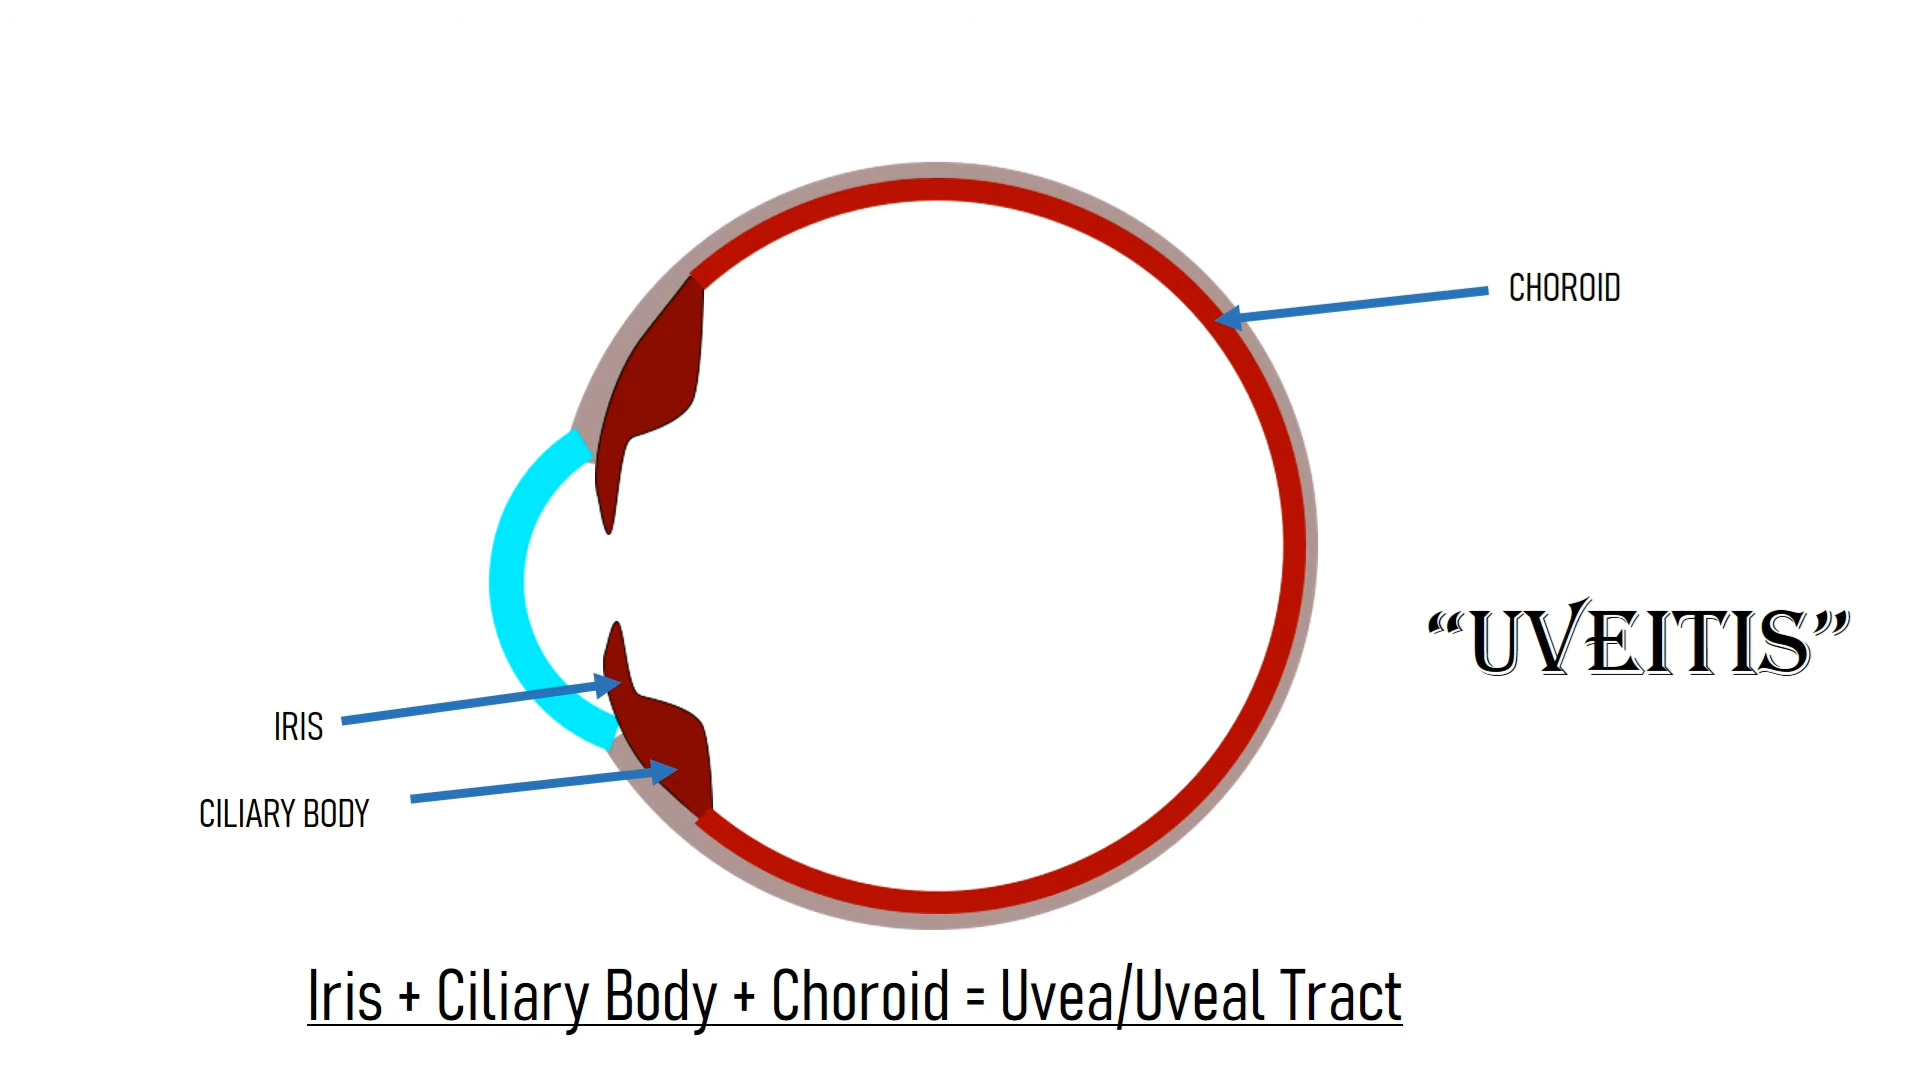 CHOROID
“UVEITIS”
IRIS
CILIARY BODY
Iris + Ciliary Body + Choroid = Uvea/Uveal Tract